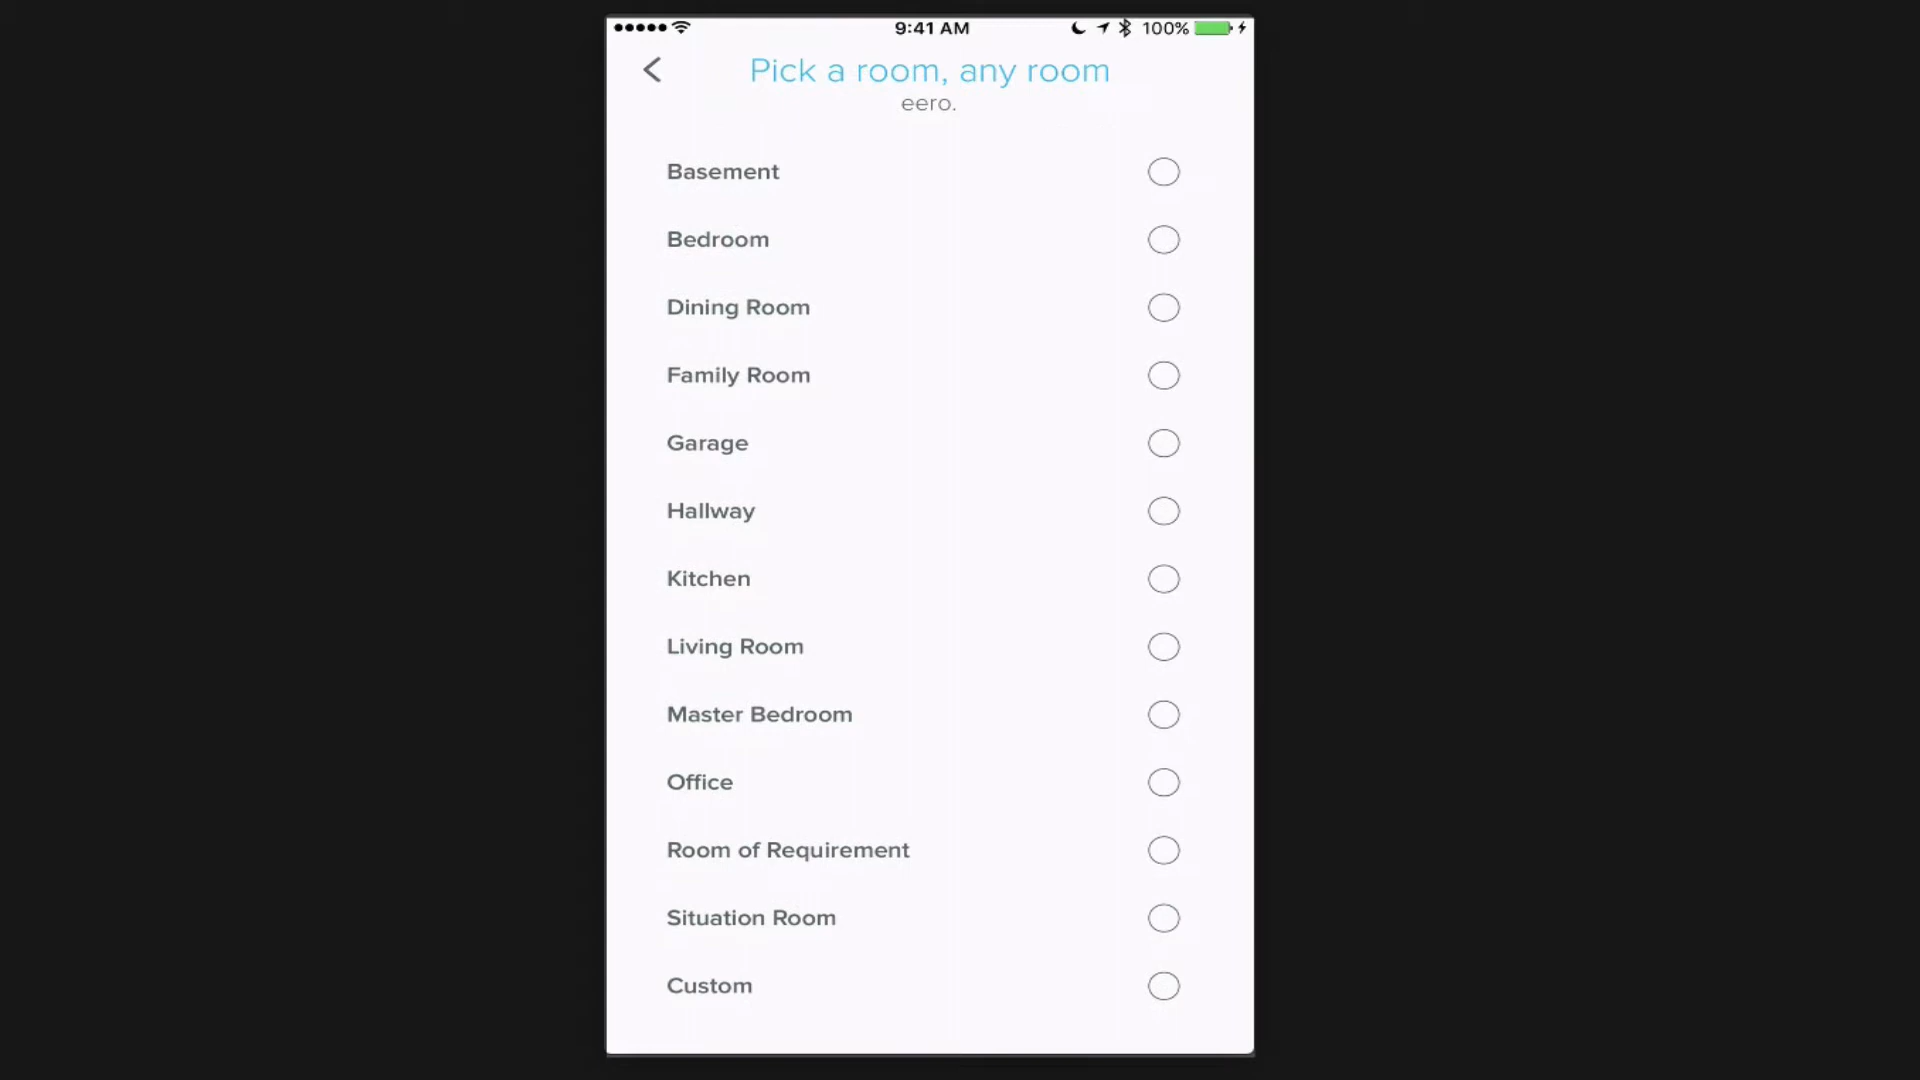 9:41 AM
100%
Pick a room, any room
eero.
Basement
Bedroom
Dining Room
Family Room
Garage
Hallway
Kitchen
Living Room
Master Bedroom
Office
Room of Requirement
Situation Room
Custom